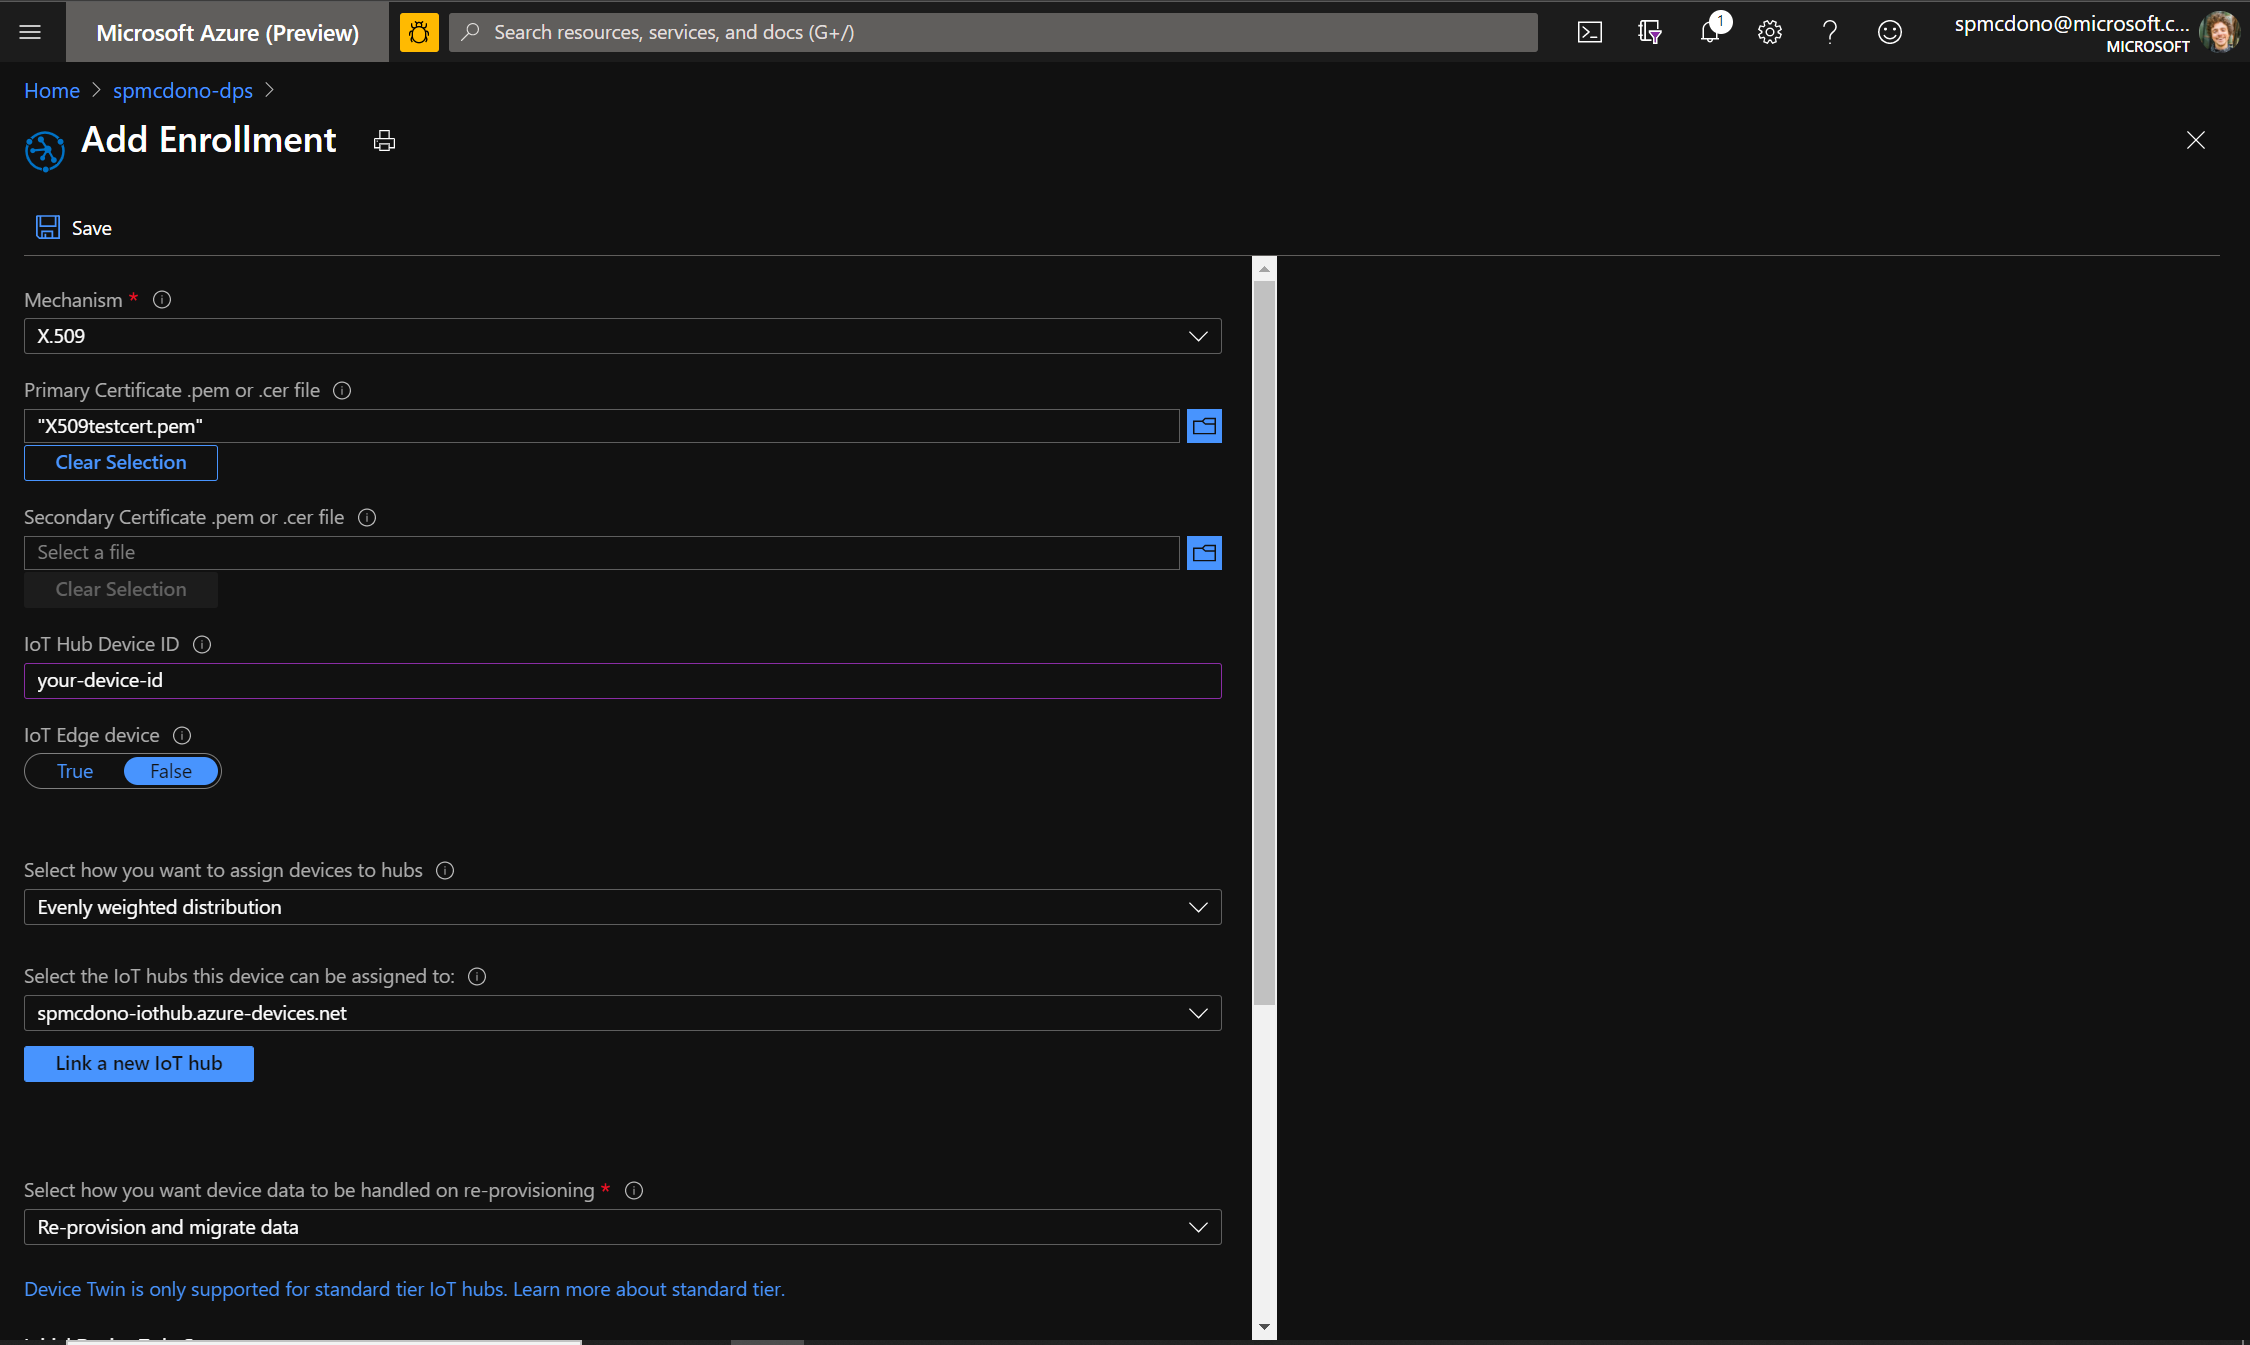 Microsoft Azure (Preview)
Search resources, services, and docs (G+/)
1
spmcdono@microsoft.c...
MICROSOFT
Home > spmcdono-dps >
Add Enrollment
Save
Mechanism *
X.509
Primary Certificate .pem or .cer file
"X509testcert.pem"
Clear Selection
Secondary Certificate .pem or .cer file
Select a file
Clear Selection
IoT Hub Device ID
your-device-id
IoT Edge device
True False
Select how you want to assign devices to hubs
Evenly weighted distribution
Select the IoT hubs this device can be assigned to:
spmcdono-iothub.azure-devices.net
Link a new IoT hub
Select how you want device data to be handled on re-provisioning *
Re-provision and migrate data
Device Twin is only supported for standard tier IoT hubs. Learn more about standard tier.